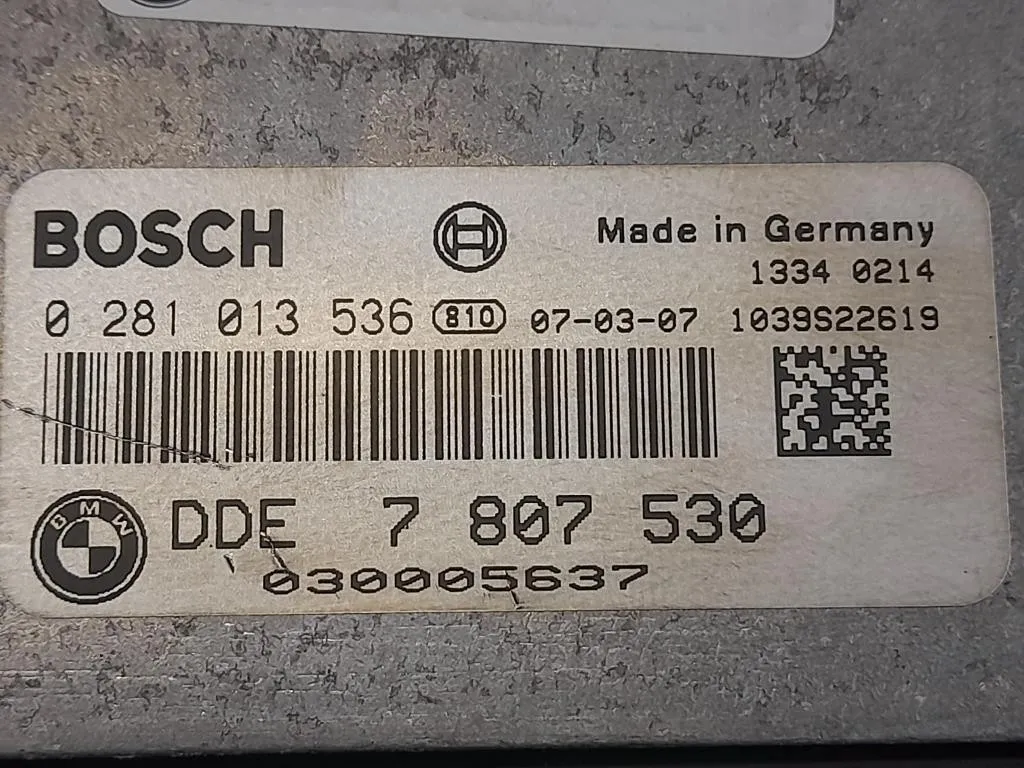 BOSCH Made in Germany
1334 0214
0 281 013 536 810 07-03-07 1039S22619
BMW DDE 7 807 530
030005637